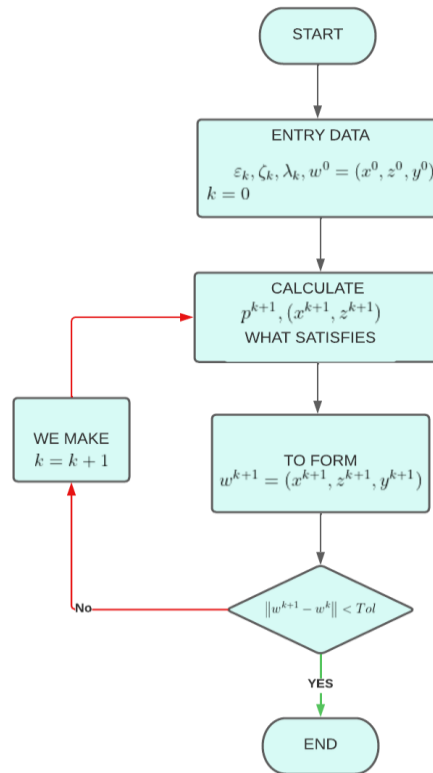 START
ENTRY DATA
εₖ, ζₖ, λₖ, w⁰ = (x⁰, z⁰, y⁰)
k = 0
CALCULATE
pᵏ⁺¹, (xᵏ⁺¹, zᵏ⁺¹)
WHAT SATISFIES
WE MAKE
k = k + 1
TO FORM
wᵏ⁺¹ = (xᵏ⁺¹, zᵏ⁺¹, yᵏ⁺¹)
‖wᵏ⁺¹ − wᵏ‖ < Tol
No
YES
END